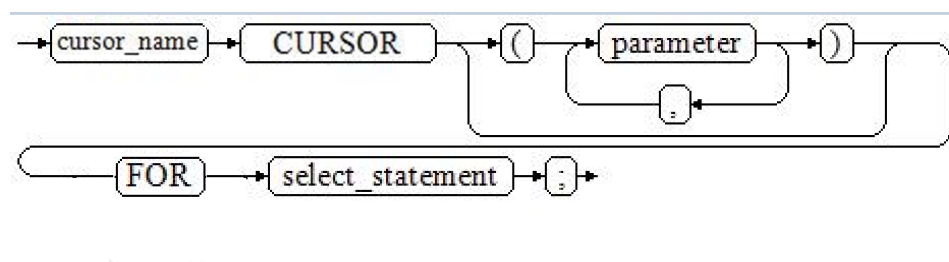 cursor_name CURSOR ( parameter )
,
FOR select_statement ;